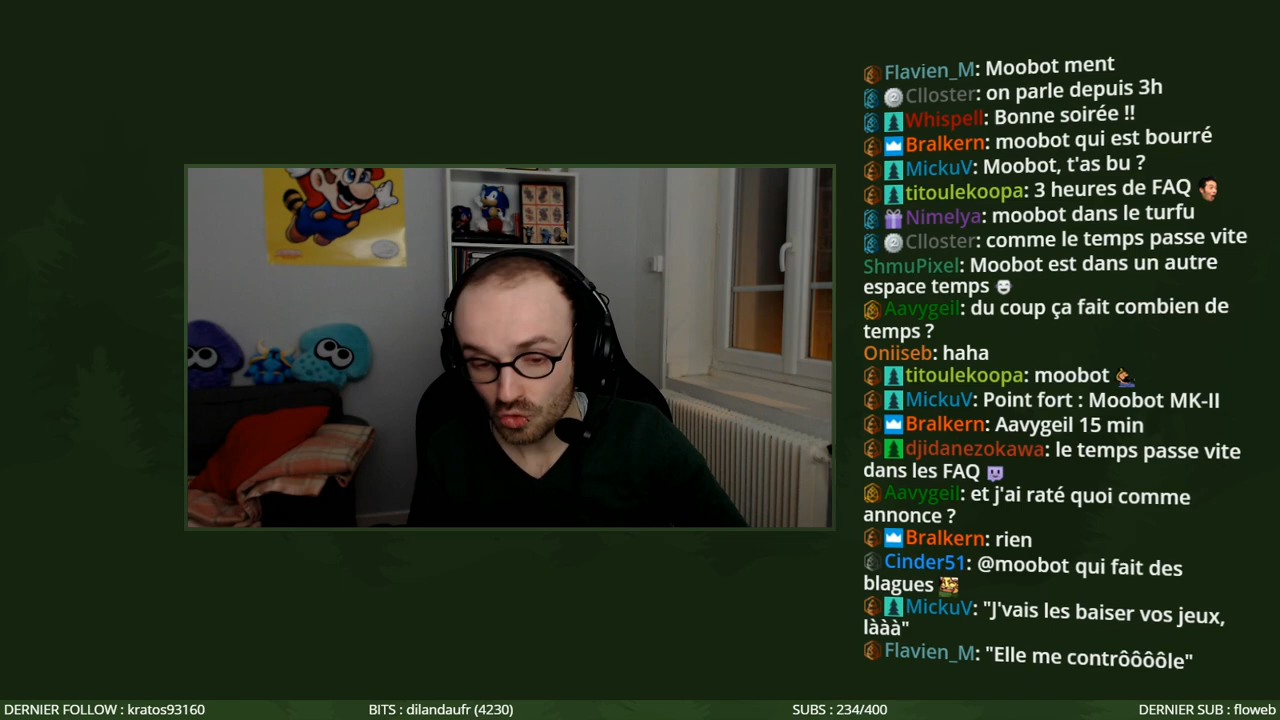 Flavien_M: Moobot ment
Clloster: on parle depuis 3h
Whispell: Bonne soirée !!
Bralkern: moobot qui est bourré
MickuV: Moobot, t'as bu ?
titoulekoopa: 3 heures de FAQ
Nimelya: moobot dans le turfu
Clloster: comme le temps passe vite
ShmuPixel: Moobot est dans un autre
espace temps
Aavygeil: du coup ça fait combien de
temps ?
Oniiseb: haha
titoulekoopa: moobot
MickuV: Point fort : Moobot MK-II
Bralkern: Aavygeil 15 min
djidanezokawa: le temps passe vite
dans les FAQ
Aavygeil: et j'ai raté quoi comme
annonce ?
Bralkern: rien
Cinder51: @moobot qui fait des
blagues
MickuV: "J'vais les baiser vos jeux,
lààà"
Flavien_M: "Elle me contrôôôôle"
DERNIER FOLLOW : kratos93160
BITS : dilandaufr (4230)
SUBS : 234/400
DERNIER SUB : floweb